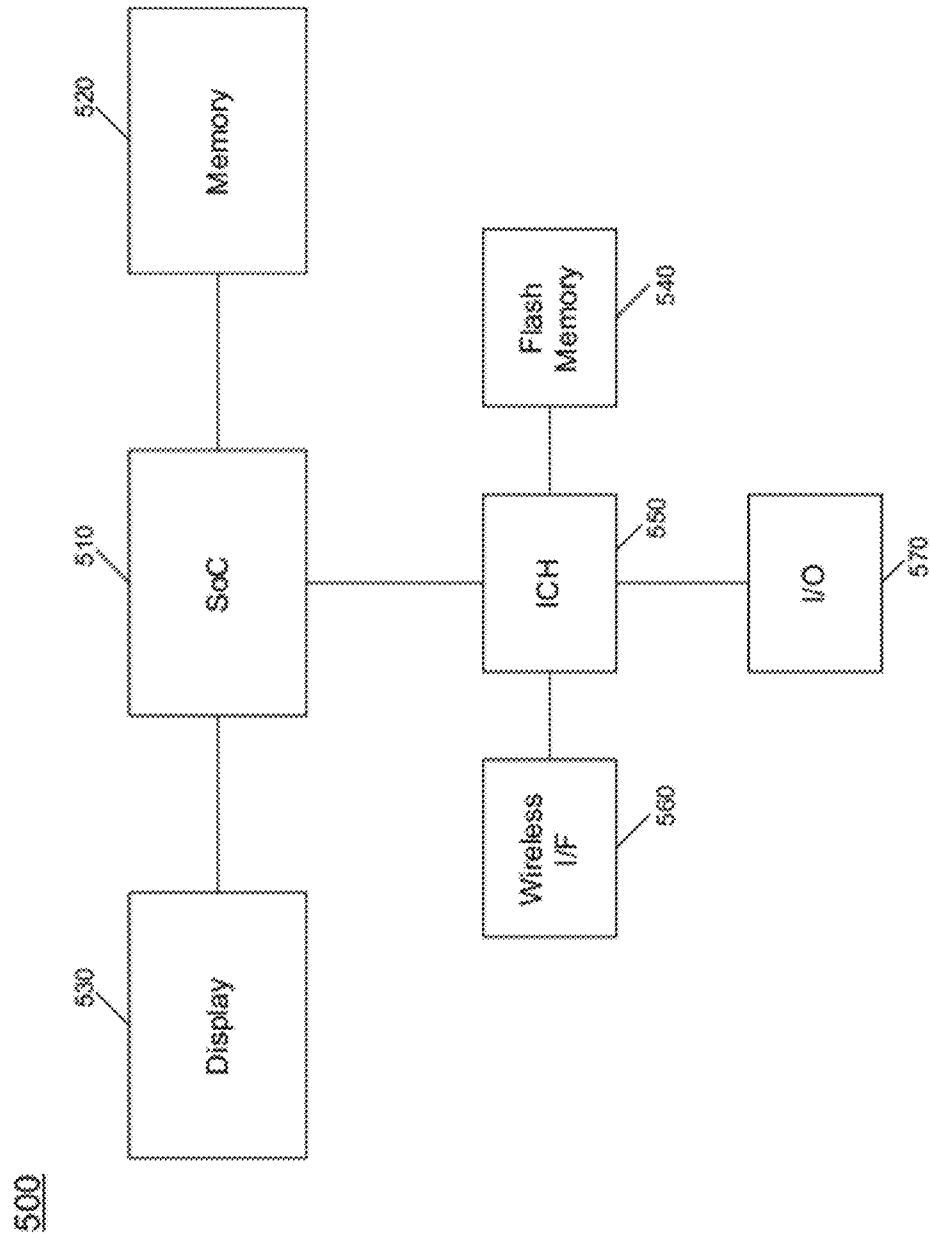 500
530
510
520
Display
SoC
Memory
Wireless
I/F
ICH
Flash
Memory
560
550
540
I/O
570